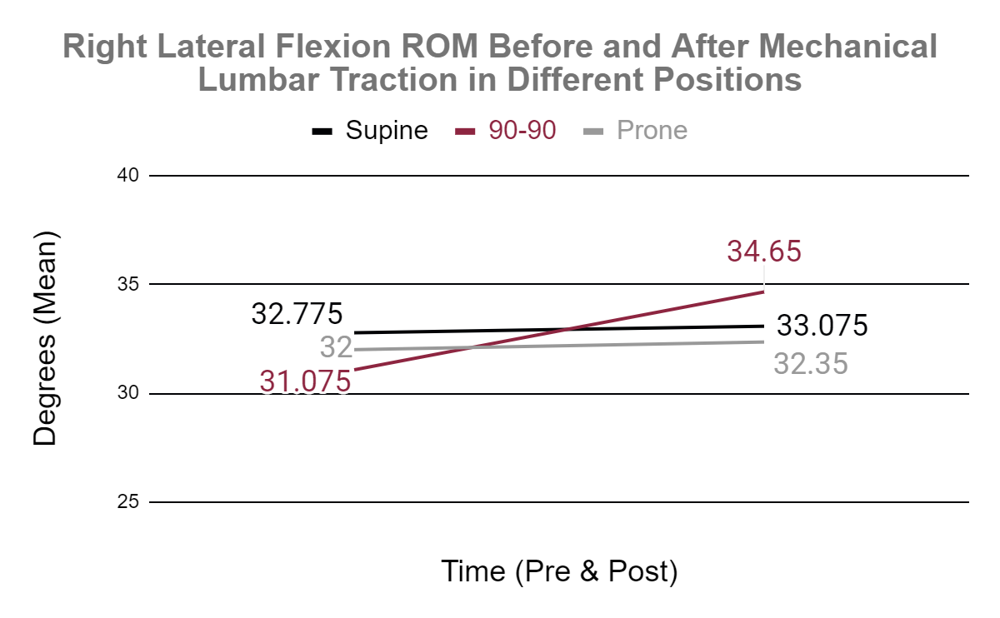 Right Lateral Flexion ROM Before and After Mechanical
Lumbar Traction in Different Positions
Supine 90-90 Prone
40
34.65
35
32.775
33.075
32
32.35
31.075
30
25
Degrees (Mean)
Time (Pre & Post)